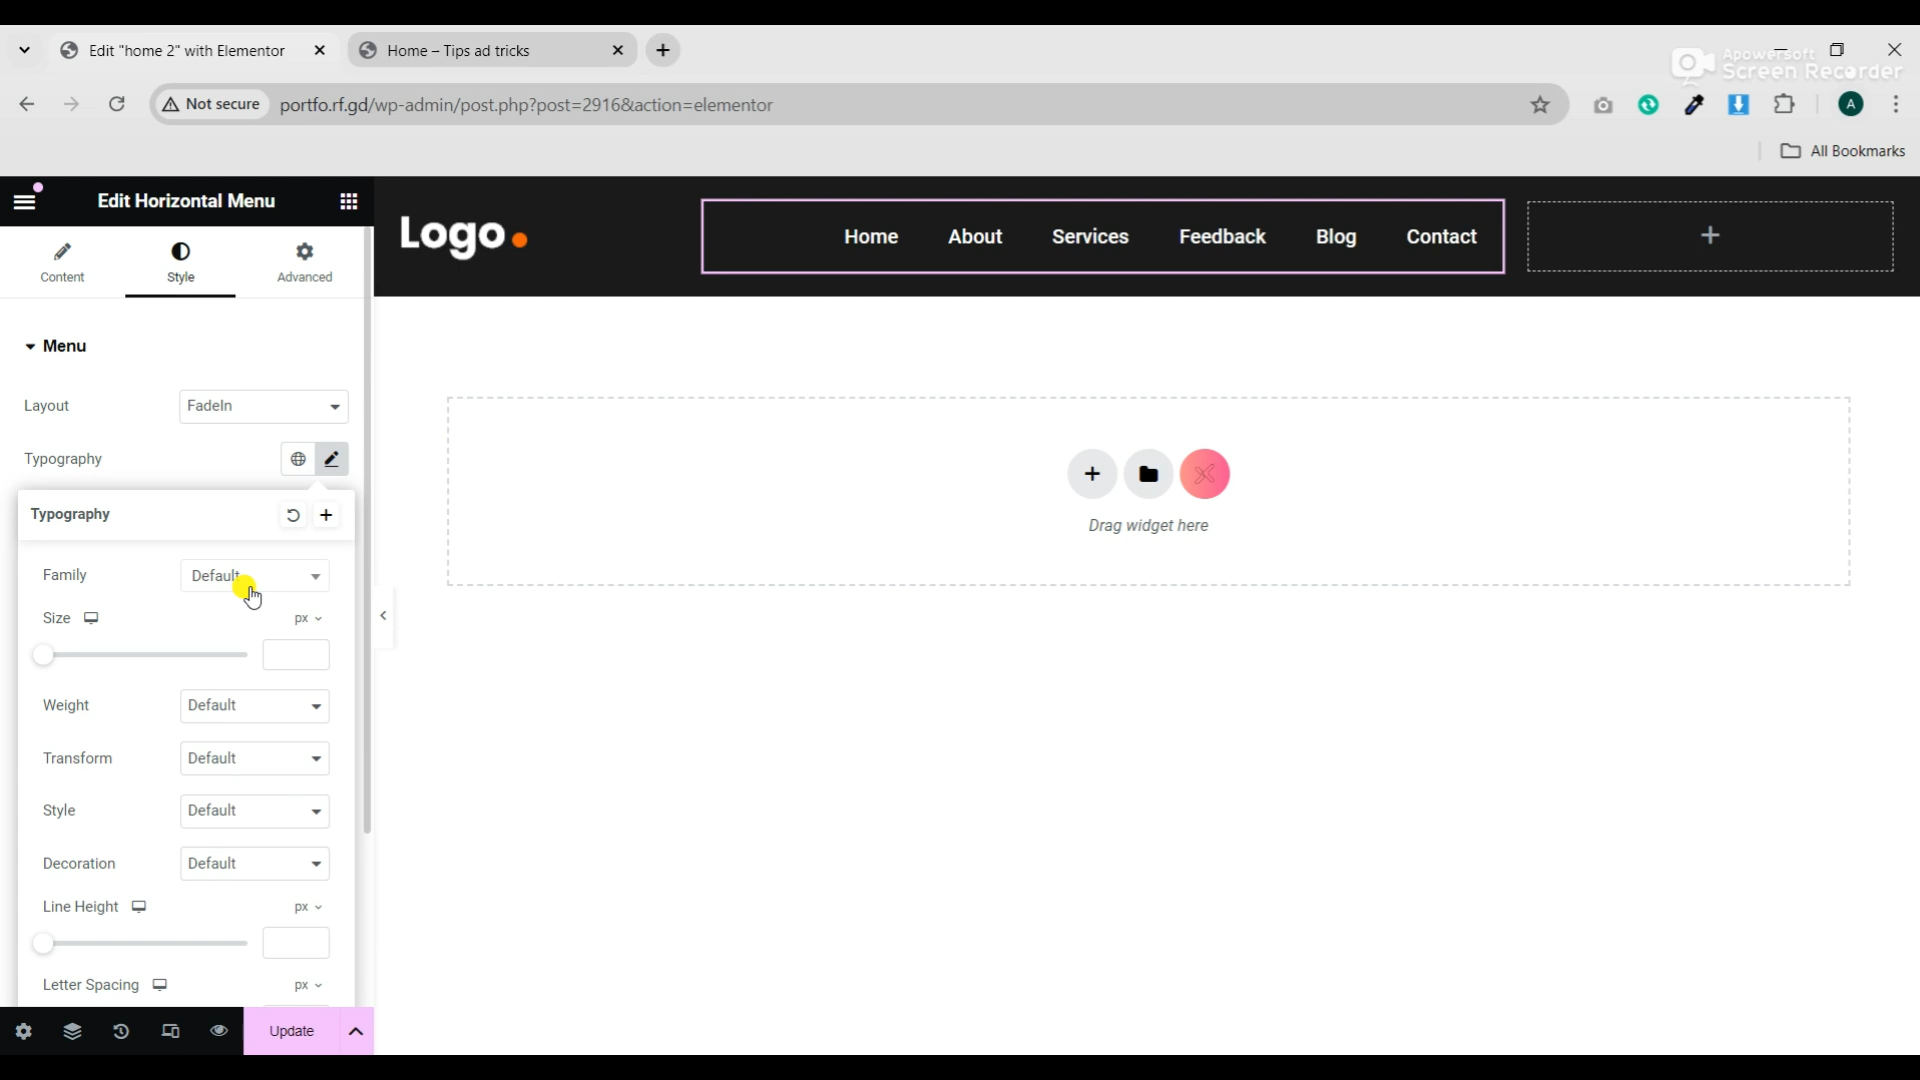 Edit "home 2" with Elementor
Home – Tips ad tricks
Apowersoft
Screen Recorder
Not secure
portfo.rf.gd/wp-admin/post.php?post=2916&action=elementor
A
All Bookmarks
Edit Horizontal Menu
Content
Style
Advanced
Logo
Home
About
Services
Feedback
Blog
Contact
Menu
Layout
FadeIn
Typography
Typography
Family
Default
Size
px
Weight
Default
Transform
Default
Style
Default
Decoration
Default
Line Height
px
Letter Spacing
px
Update
Drag widget here